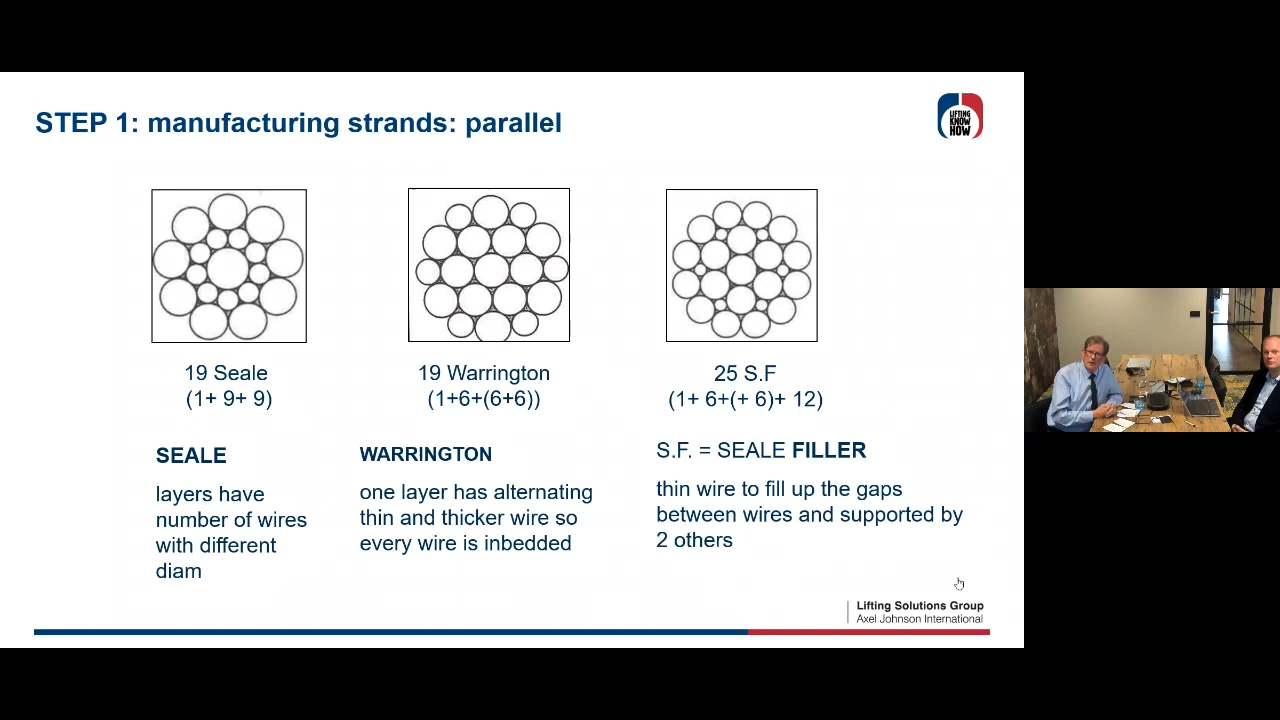 STEP 1: manufacturing strands: parallel
LIFTING
KNOW
HOW
19 Seale
(1+ 9+ 9)
19 Warrington
(1+6+(6+6))
25 S.F
(1+ 6+(+ 6)+ 12)
SEALE
layers have
number of wires
with different
diam
WARRINGTON
one layer has alternating
thin and thicker wire so
every wire is inbedded
S.F. = SEALE FILLER
thin wire to fill up the gaps
between wires and supported by
2 others
Lifting Solutions Group
Axel Johnson International